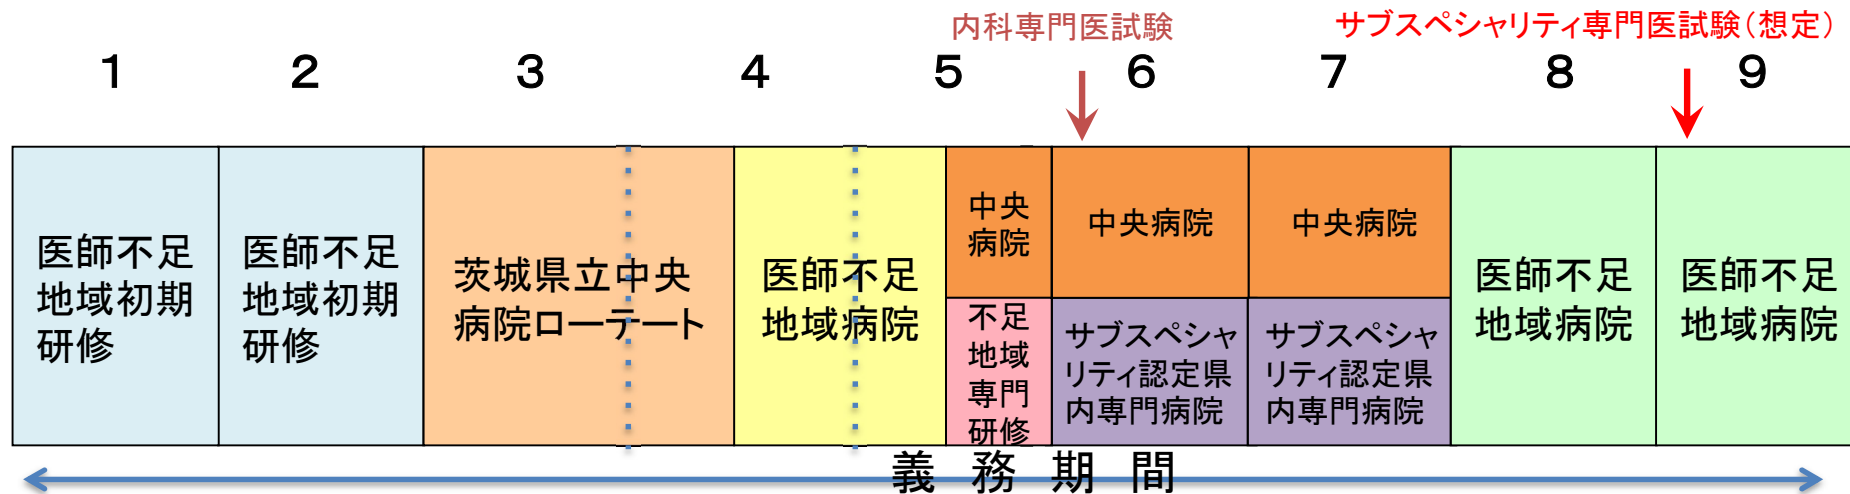 内科専門医試験
サブスペシャリティ専門医試験（想定）
1 2 3 4 5 6 7 8 9
医師不足
地域初期
研修
医師不足
地域初期
研修
茨城県立中央
病院ローテート
医師不足
地域病院
中央
病院
不足
地域
専門
研修
中央病院
サブスペシャ
リティ認定県
内専門病院
中央病院
サブスペシャ
リティ認定県
内専門病院
医師不足
地域病院
医師不足
地域病院
義務期間